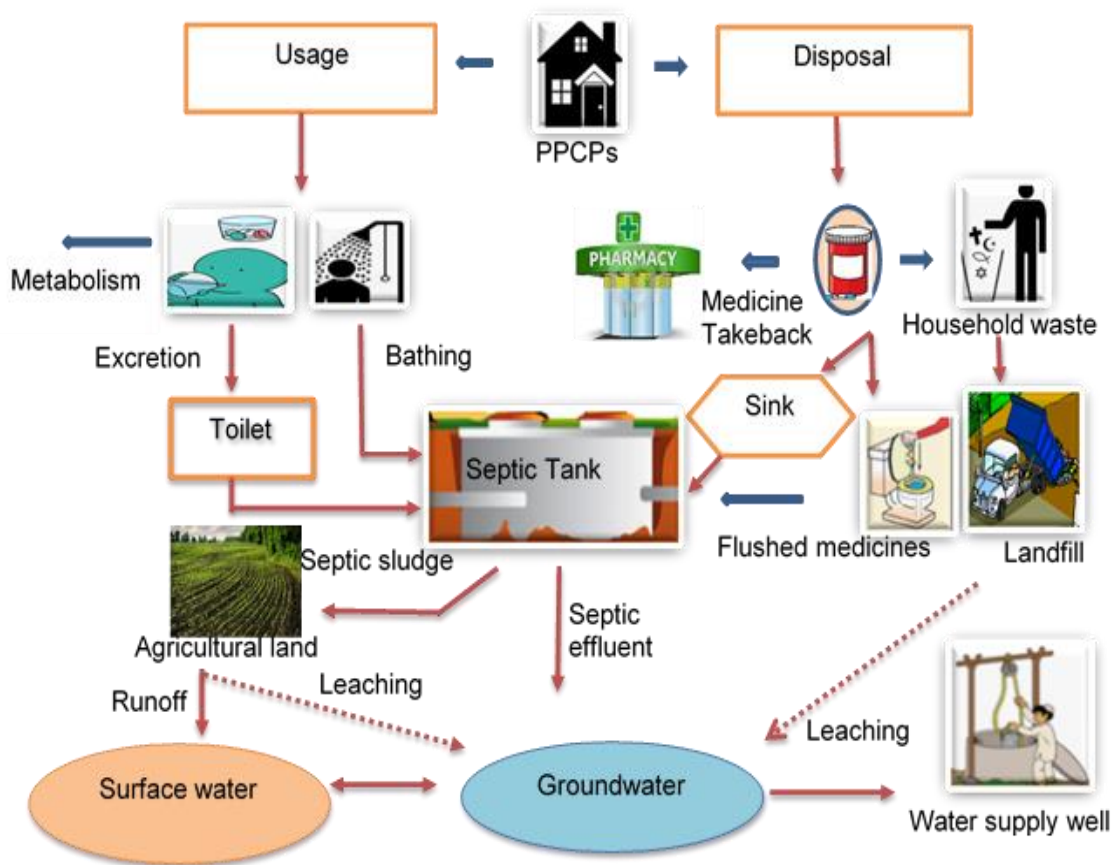 Usage
Disposal
PPCPs
PHARMACY
Metabolism
Medicine
Takeback
Household waste
Excretion
Bathing
Toilet
Sink
Septic Tank
Septic sludge
Flushed medicines
Landfill
Agricultural land
Septic
effluent
Runoff
Leaching
Leaching
Surface water
Groundwater
Water supply well